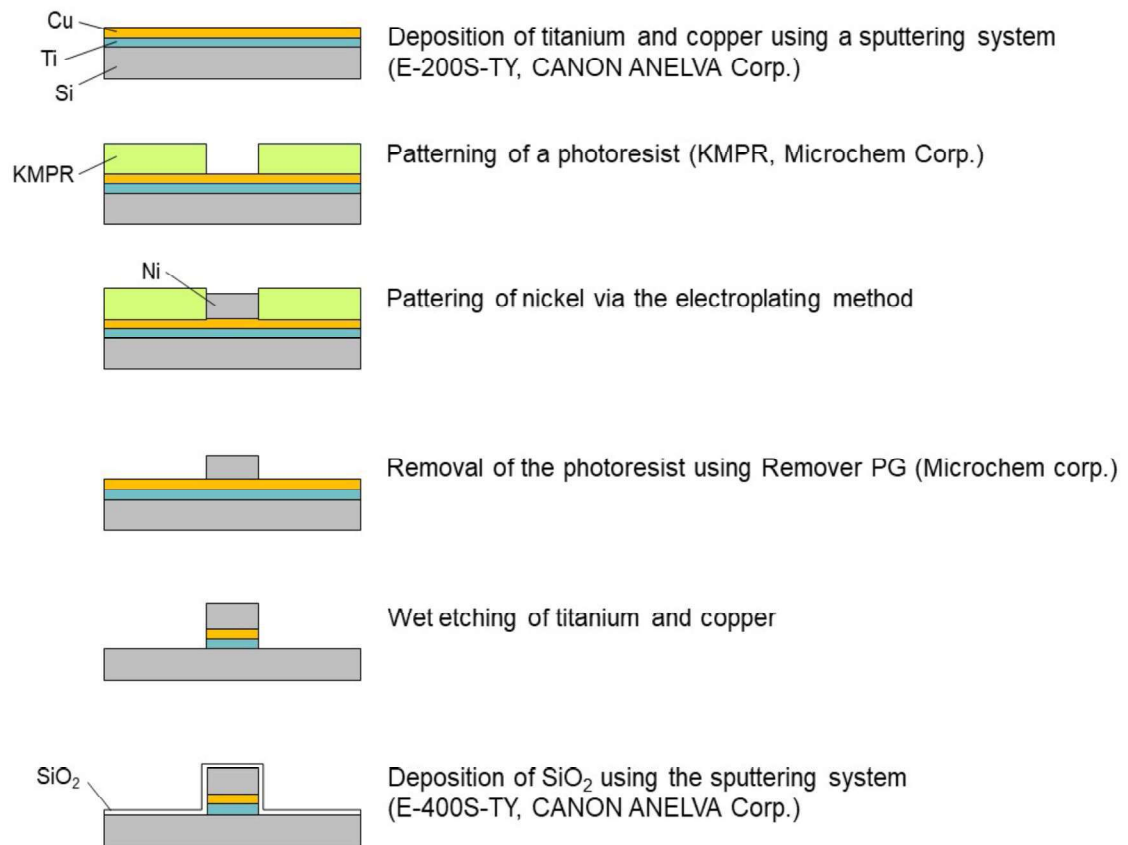 Cu
Ti
Si
Deposition of titanium and copper using a sputtering system
(E-200S-TY, CANON ANELVA Corp.)
KMPR
Patterning of a photoresist (KMPR, Microchem Corp.)
Ni
Pattering of nickel via the electroplating method
Removal of the photoresist using Remover PG (Microchem corp.)
Wet etching of titanium and copper
SiO₂
Deposition of SiO₂ using the sputtering system
(E-400S-TY, CANON ANELVA Corp.)